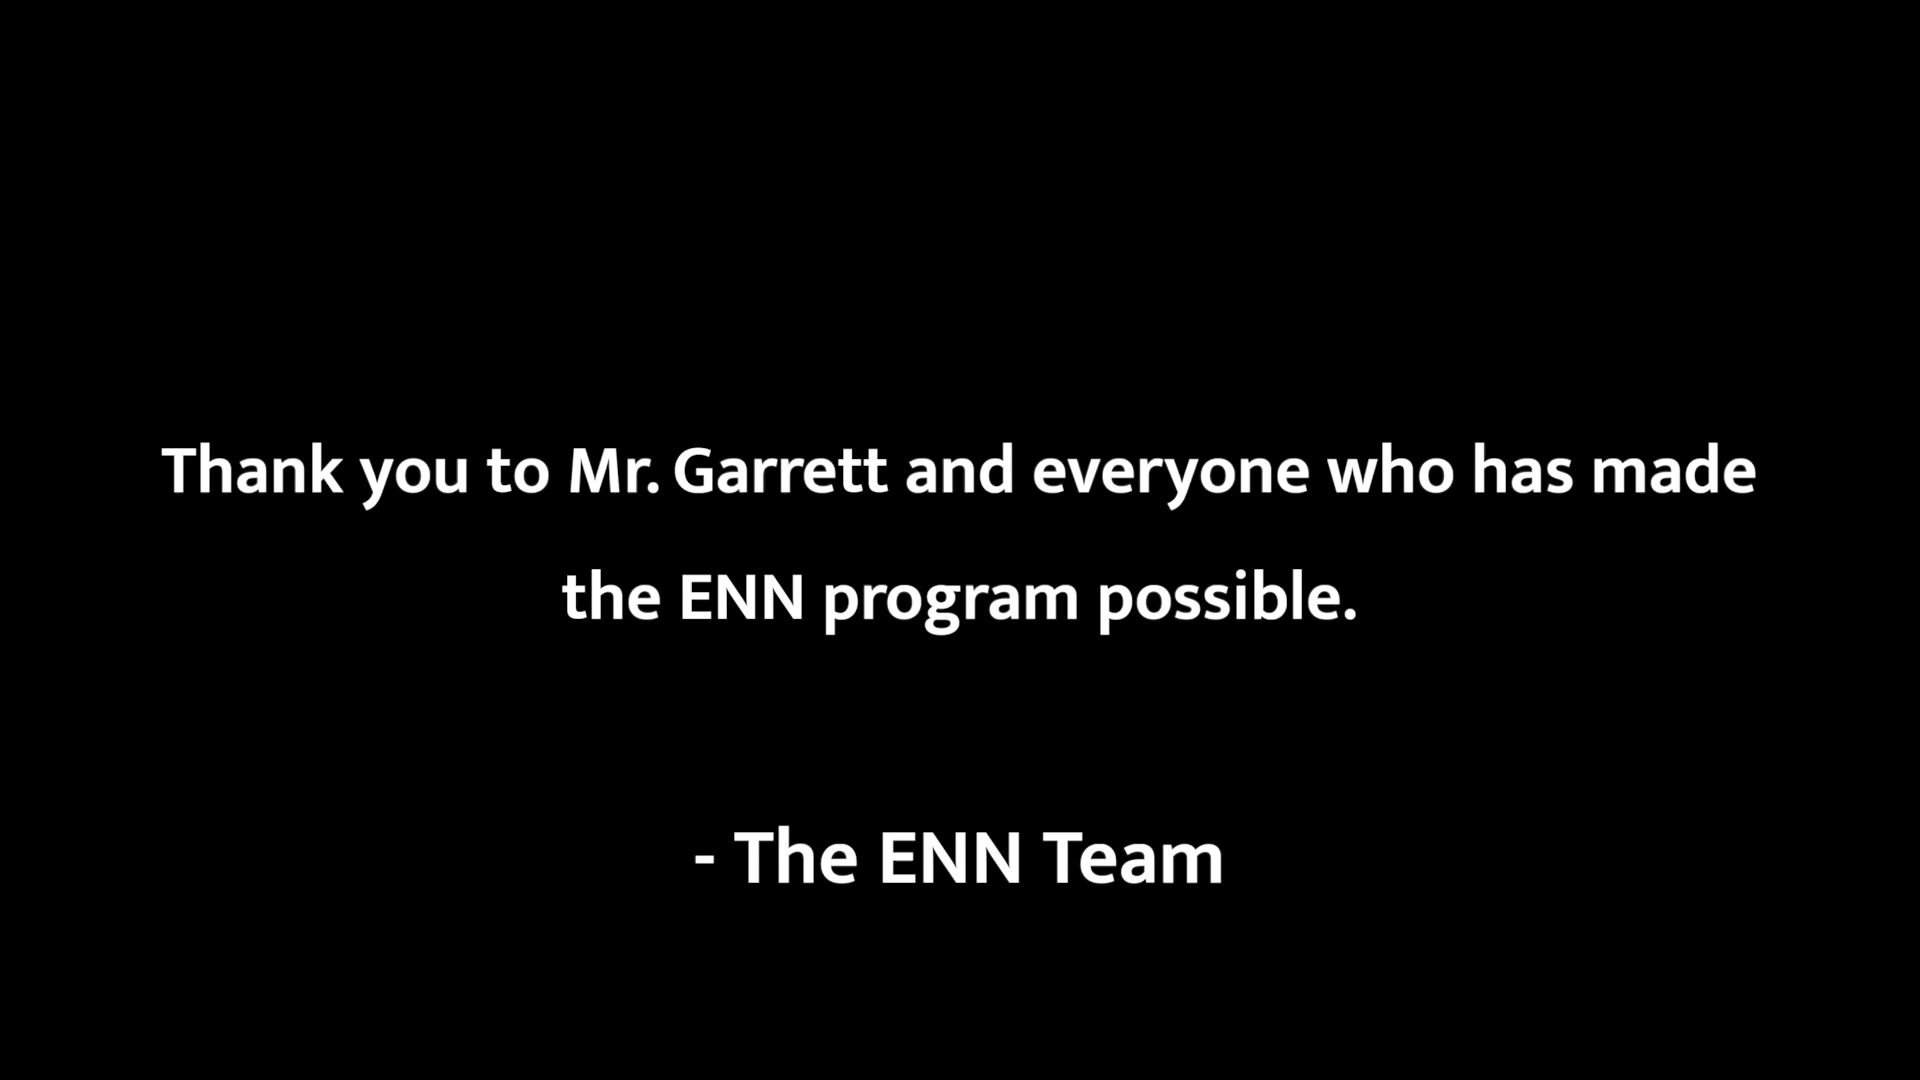 Thank you to Mr. Garrett and everyone who has made
the ENN program possible.
- The ENN Team